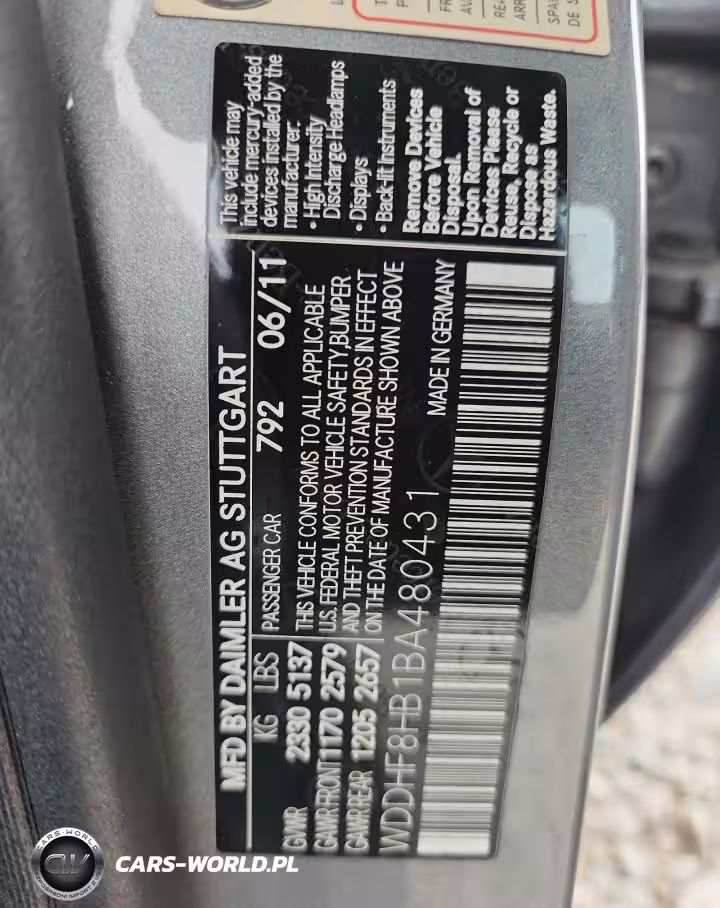 MFD BY DAIMLER AG STUTTGART
KG LBS PASSENGER CAR 792 06/11
GVWR 2330 5137
GAWR FRONT 1170 2579
GAWR REAR 1205 2657
THIS VEHICLE CONFORMS TO ALL APPLICABLE
U.S. FEDERAL MOTOR VEHICLE SAFETY,BUMPER
AND THEFT PREVENTION STANDARDS IN EFFECT
ON THE DATE OF MANUFACTURE SHOWN ABOVE
WDDHF8HB1BA480431 MADE IN GERMANY
This vehicle may
include mercury-added
devices installed by the
manufacturer:
• High Intensity
Discharge Headlamps
• Displays
• Back-lit Instruments
Remove Devices
Before Vehicle
Disposal.
Upon Removal of
Devices Please
Reuse, Recycle or
Dispose as
Hazardous Waste.
CARS-WORLD
CW
CARS-WORLD.PL